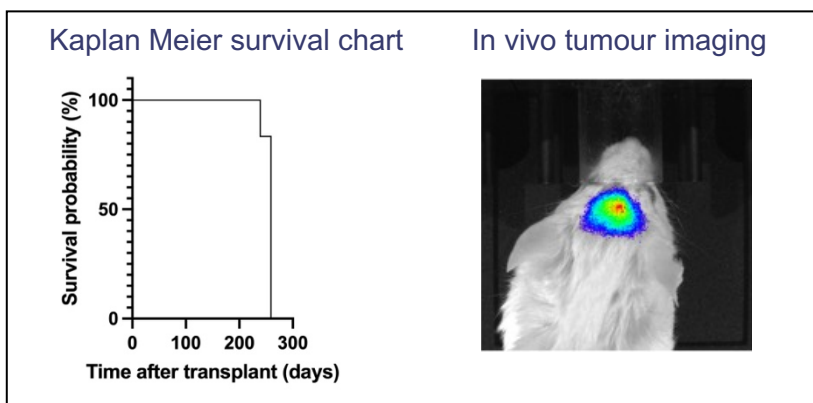 Kaplan Meier survival chart
In vivo tumour imaging
Survival probability (%)
100
50
0
0 100 200 300
Time after transplant (days)